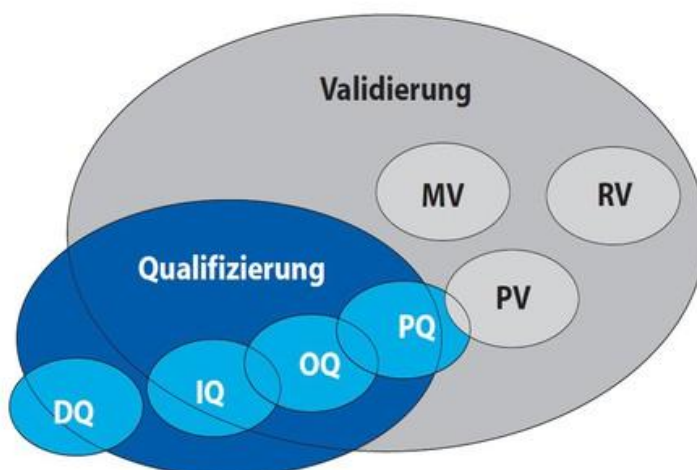 Validierung
MV
RV
Qualifizierung
PV
PQ
OQ
IQ
DQ